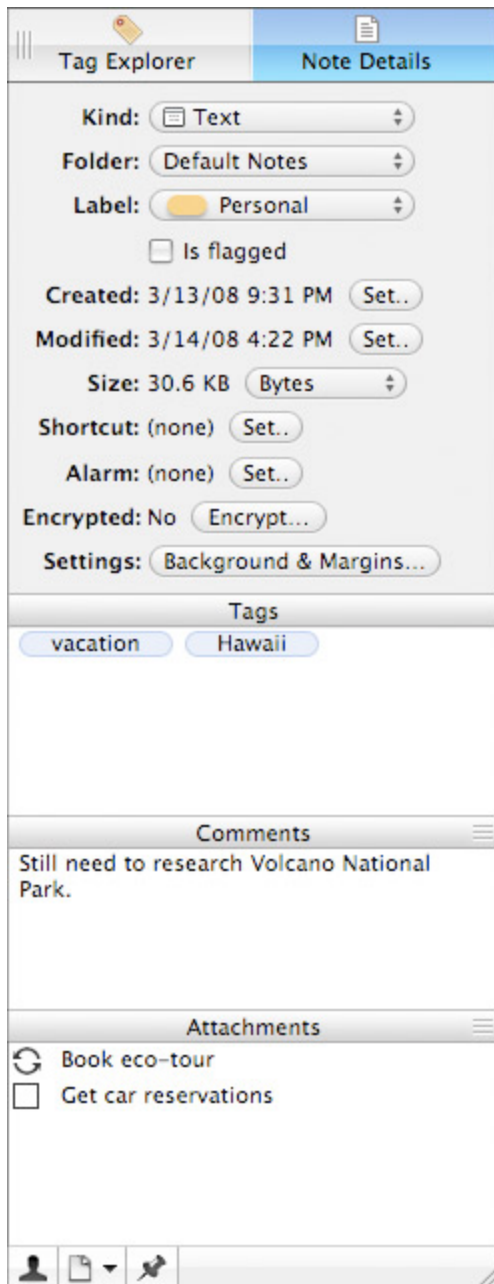 Tag Explorer
Note Details
Kind: Text
Folder: Default Notes
Label: Personal
Is flagged
Created: 3/13/08 9:31 PM Set..
Modified: 3/14/08 4:22 PM Set..
Size: 30.6 KB Bytes
Shortcut: (none) Set..
Alarm: (none) Set..
Encrypted: No Encrypt...
Settings: Background & Margins...
Tags
vacation Hawaii
Comments
Still need to research Volcano National
Park.
Attachments
Book eco-tour
Get car reservations